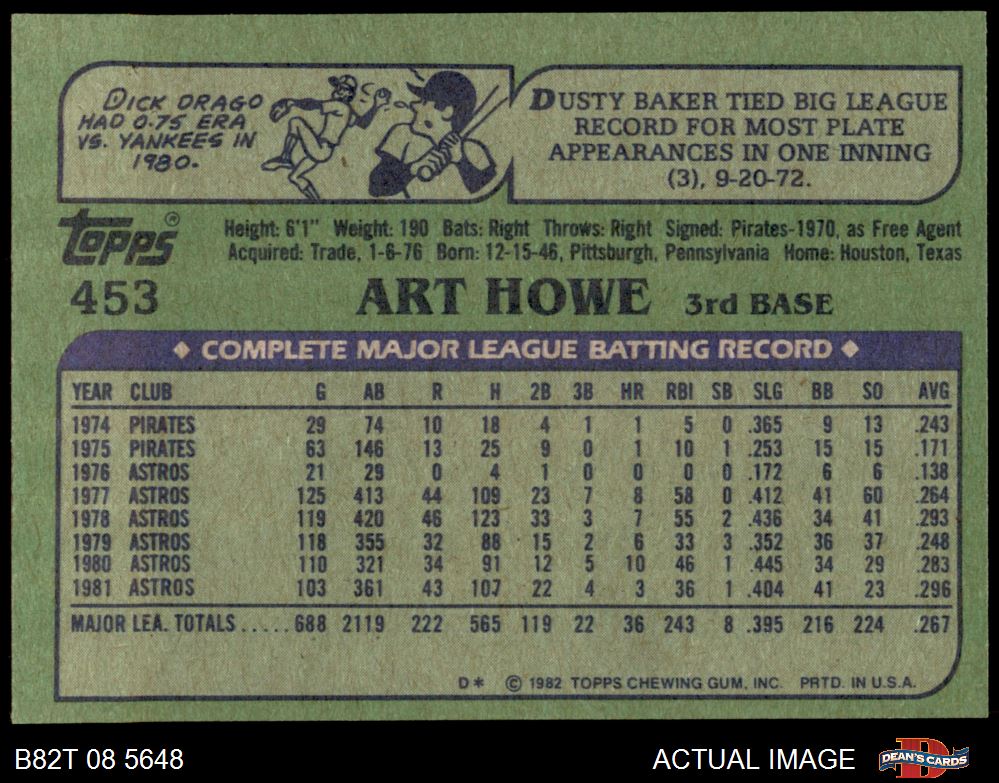 DICK DRAGO
HAD 0.75 ERA
VS. YANKEES IN
1980.
DUSTY BAKER TIED BIG LEAGUE
RECORD FOR MOST PLATE
APPEARANCES IN ONE INNING
(3), 9-20-72.
Topps®
Height: 6'1" Weight: 190 Bats: Right Throws: Right Signed: Pirates-1970, as Free Agent
Acquired: Trade, 1-6-76 Born: 12-15-46, Pittsburgh, Pennsylvania Home: Houston, Texas
453 ART HOWE 3rd BASE
◆ COMPLETE MAJOR LEAGUE BATTING RECORD ◆
YEAR CLUB G AB R H 2B 3B HR RBI SB SLG BB SO AVG
1974 PIRATES 29 74 10 18 4 1 1 5 0 .365 9 13 .243
1975 PIRATES 63 146 13 25 9 0 1 10 1 .253 15 15 .171
1976 ASTROS 21 29 0 4 1 0 0 0 0 .172 6 6 .138
1977 ASTROS 125 413 44 109 23 7 8 58 0 .412 41 60 .264
1978 ASTROS 119 420 46 123 33 3 7 55 2 .436 34 41 .293
1979 ASTROS 118 355 32 88 15 2 6 33 3 .352 36 37 .248
1980 ASTROS 110 321 34 91 12 5 10 46 1 .445 34 29 .283
1981 ASTROS 103 361 43 107 22 4 3 36 1 .404 41 23 .296
MAJOR LEA. TOTALS.....688 2119 222 565 119 22 36 243 8 .395 216 224 .267
D* © 1982 TOPPS CHEWING GUM, INC. PRTD. IN U.S.A.
B82T 08 5648 ACTUAL IMAGE DEAN'S CARDS